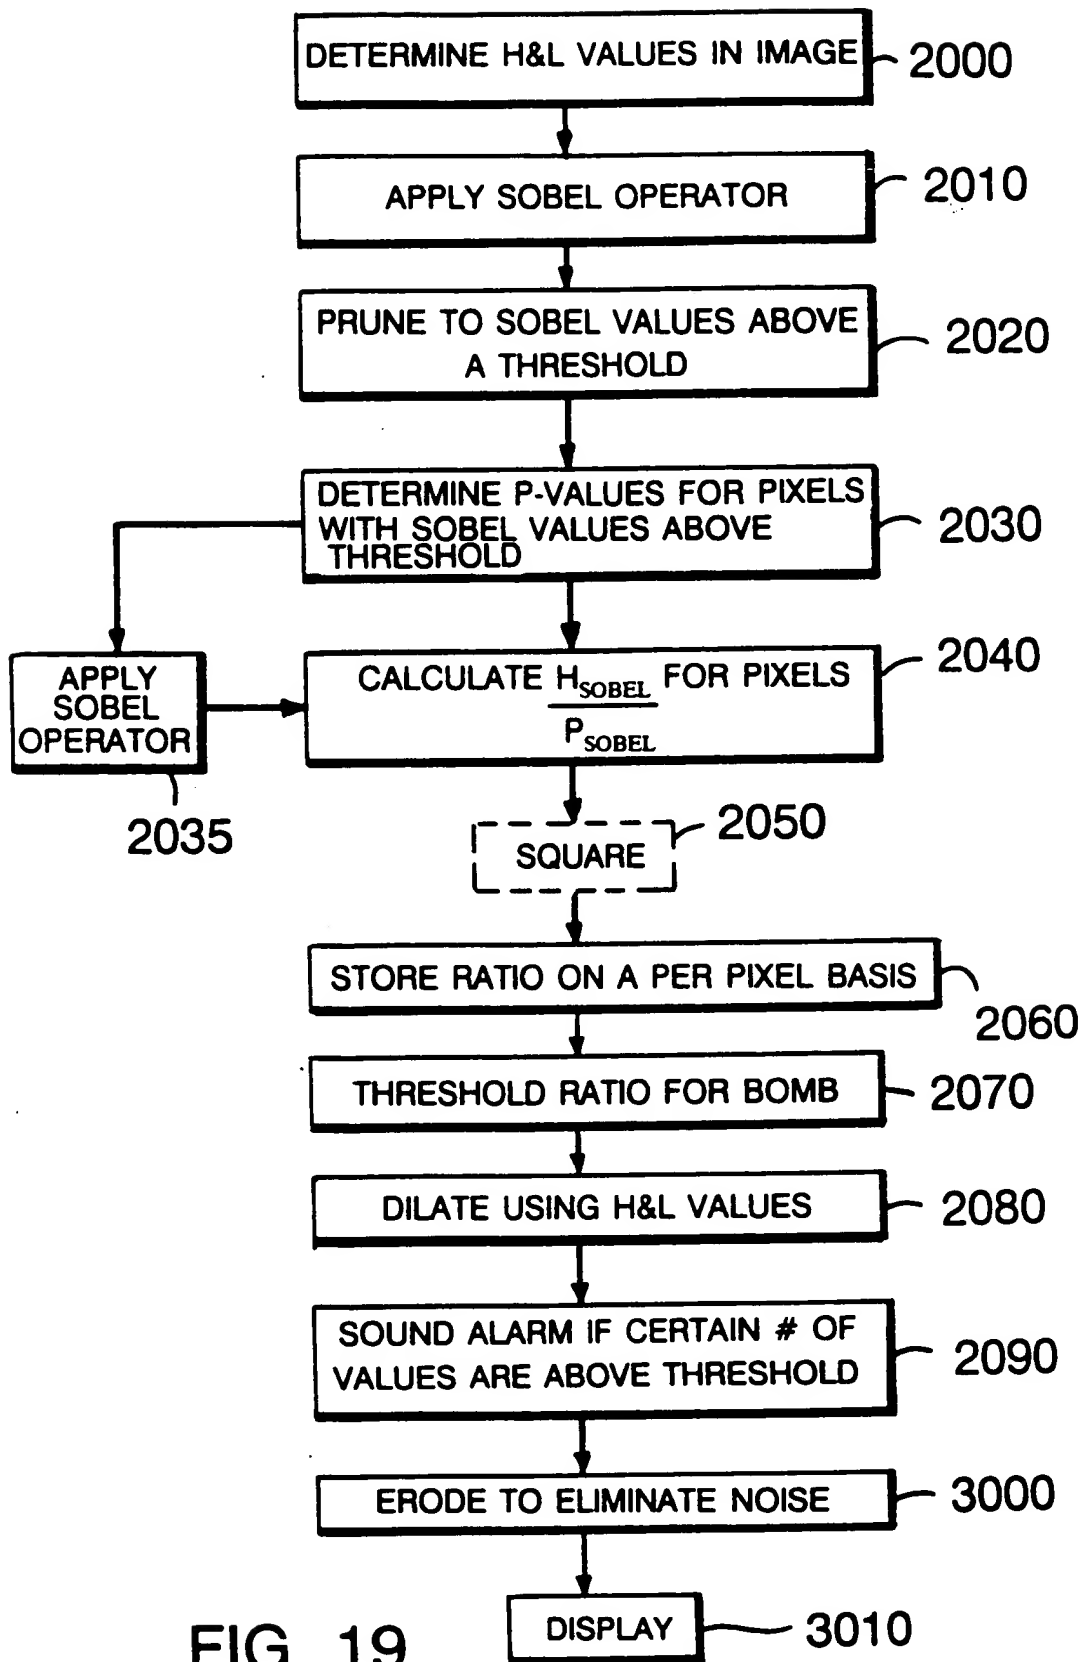 DETERMINE H&L VALUES IN IMAGE
2000
APPLY SOBEL OPERATOR
2010
PRUNE TO SOBEL VALUES ABOVE
A THRESHOLD
2020
DETERMINE P-VALUES FOR PIXELS
WITH SOBEL VALUES ABOVE
THRESHOLD
2030
APPLY
SOBEL
OPERATOR
2035
CALCULATE H_SOBEL FOR PIXELS
P_SOBEL
2040
SQUARE
2050
STORE RATIO ON A PER PIXEL BASIS
2060
THRESHOLD RATIO FOR BOMB
2070
DILATE USING H&L VALUES
2080
SOUND ALARM IF CERTAIN # OF
VALUES ARE ABOVE THRESHOLD
2090
ERODE TO ELIMINATE NOISE
3000
DISPLAY
3010
FIG. 19